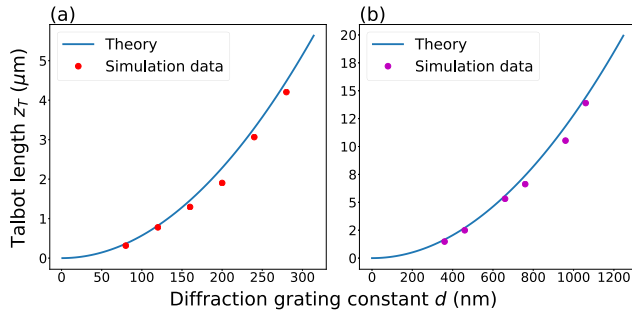 (a)
(b)
Theory
Simulation data
Theory
Simulation data
Talbot length z_T (μm)
5
4
3
2
1
0
20
18
15
12
10
8
5
2
0
0 50 100 150 200 250 300
0 200 400 600 800 1000 1200
Diffraction grating constant d (nm)